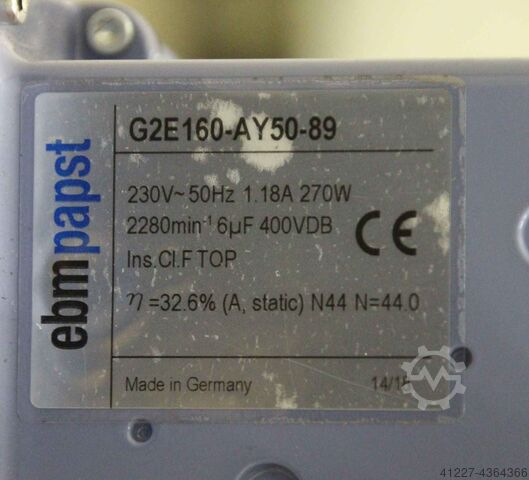 ebmpapst
G2E160-AY50-89
230V~ 50Hz 1.18A 270W
2280min⁻¹ 6µF 400VDB
Ins.Cl.F TOP
CE
η =32.6% (A, static) N44 N=44.0
Made in Germany
41227-4364366